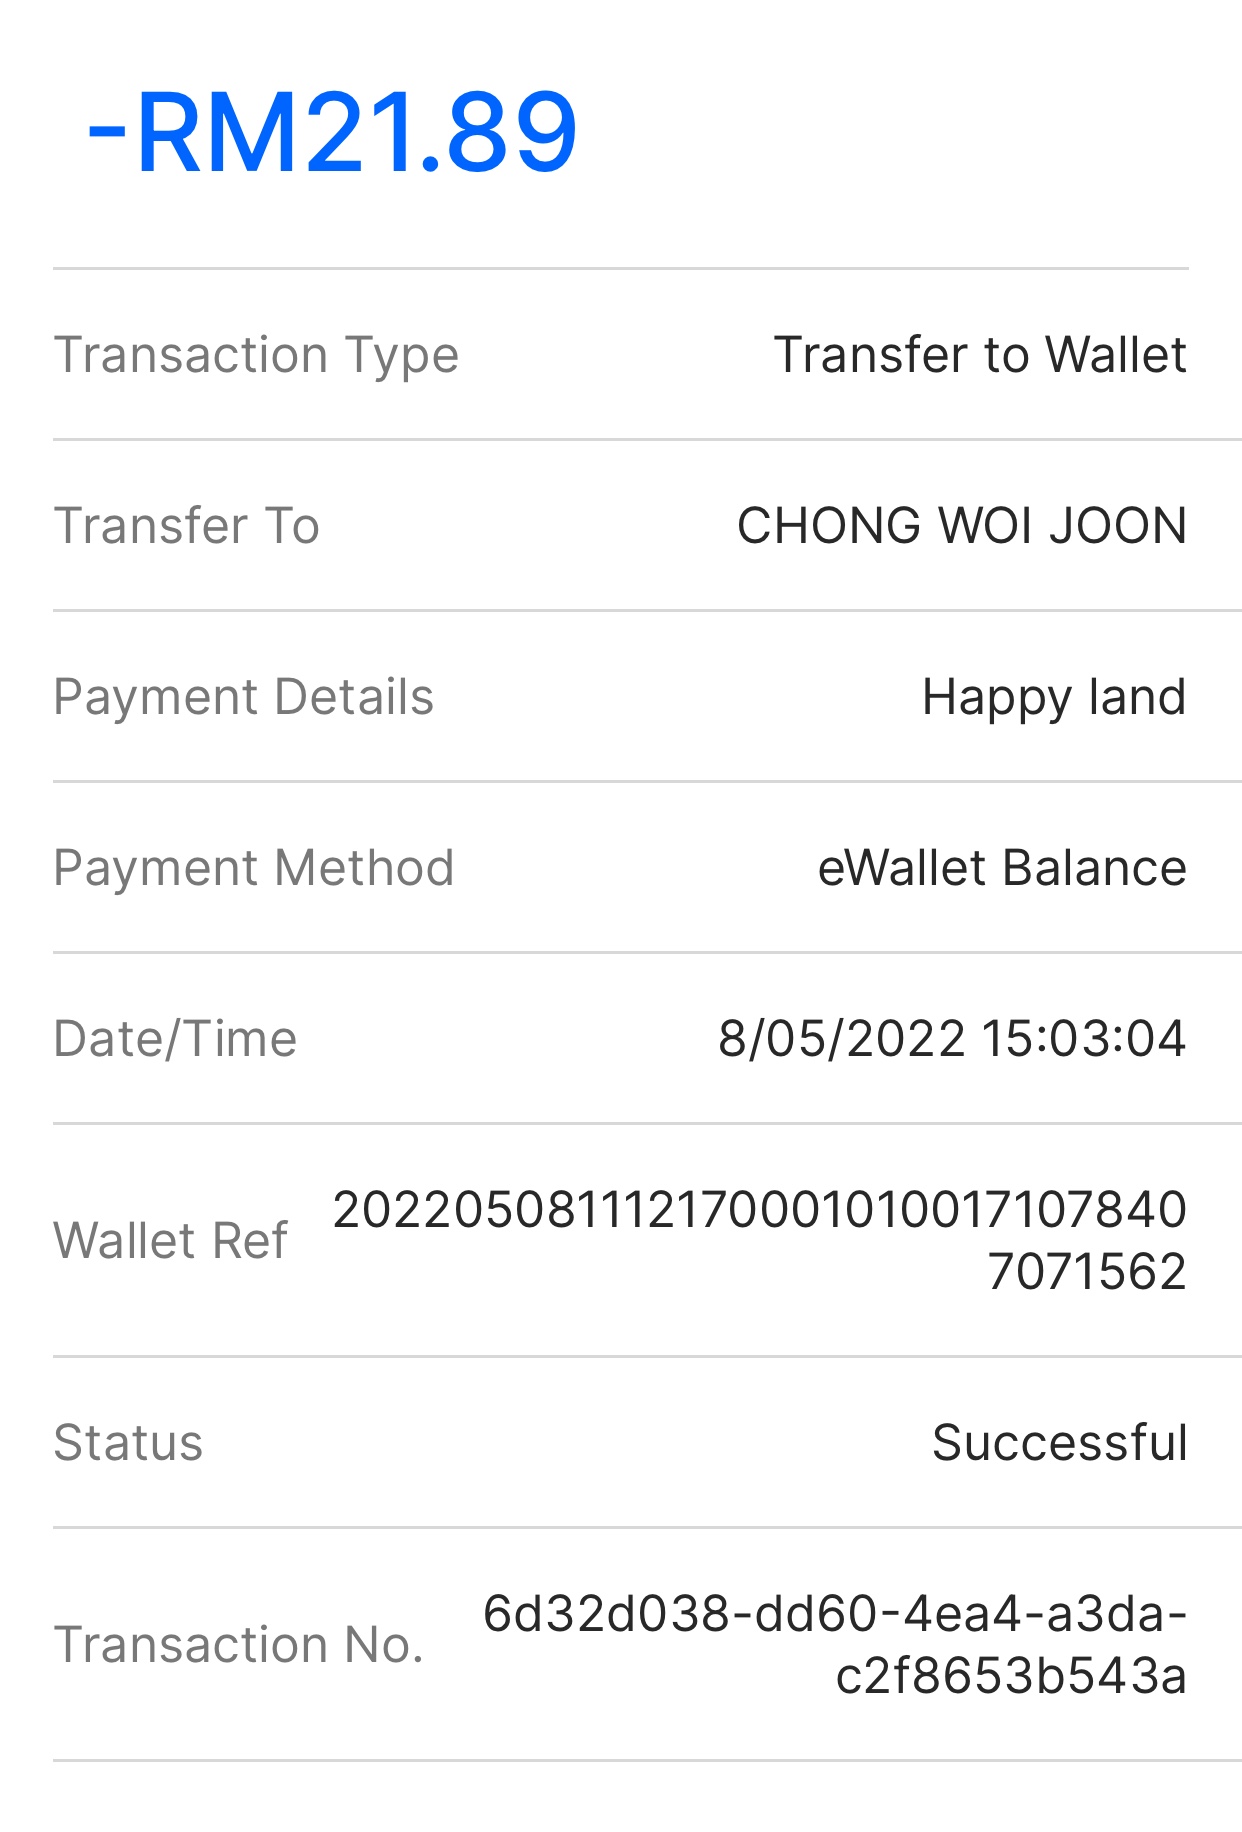 -RM21.89
Transaction Type Transfer to Wallet
Transfer To CHONG WOI JOON
Payment Details Happy land
Payment Method eWallet Balance
Date/Time 8/05/2022 15:03:04
Wallet Ref 202205081112170001010017107840
7071562
Status Successful
Transaction No. 6d32d038-dd60-4ea4-a3da-
c2f8653b543a